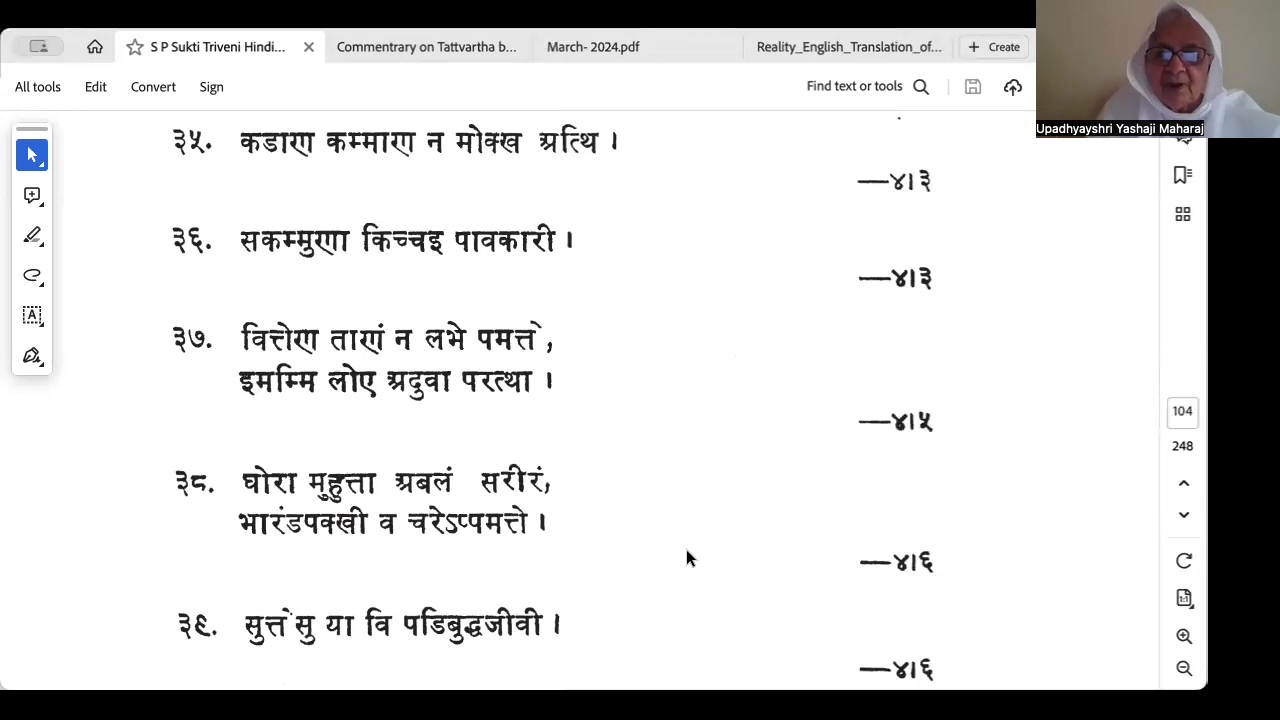 S P Sukti Triveni Hindi...
Commentrary on Tattvartha b...
March- 2024.pdf
Reality_English_Translation_of...
Create
All tools
Edit
Convert
Sign
Find text or tools
Upadhyayshri Yashaji Maharaj
३५. कडाण कम्माण न मोक्ख अत्थि ।
—४।३
३६. सकम्मुणा किच्चइ पावकारी ।
—४।३
३७. वित्तेण ताणं न लभे पमत्ते,
इमम्मि लोए अदुवा परत्था ।
—४।५
३८. घोरा मुहुत्ता अबलं सरीरं,
भारंडपक्खी व चरेऽप्पमत्ते ।
—४।६
३९. सुत्तेसु या वि पडिबुद्धजीवी ।
—४।६
104
248